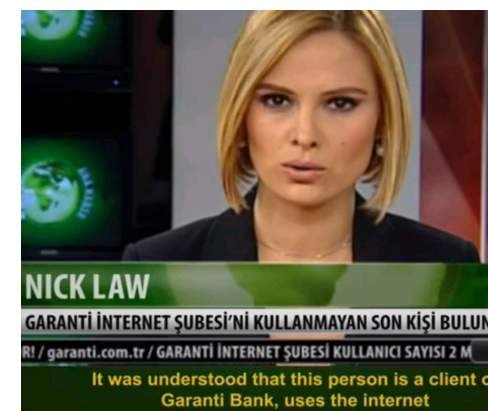 NICK LAW
GARANTİ İNTERNET ŞUBESİ'Nİ KULLANMAYAN SON KİŞİ BULUN
R! / garanti.com.tr / GARANTİ İNTERNET ŞUBESİ KULLANICI SAYISI 2 M
It was understood that this person is a client o
Garanti Bank, uses the internet